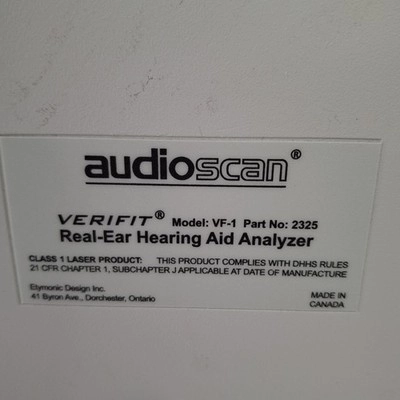 audioscan®
VERIFIT® Model: VF-1 Part No: 2325
Real-Ear Hearing Aid Analyzer
CLASS 1 LASER PRODUCT: THIS PRODUCT COMPLIES WITH DHHS RULES
21 CFR CHAPTER 1, SUBCHAPTER J APPLICABLE AT DATE OF MANUFACTURE
Etymonic Design Inc.
41 Byron Ave., Dorchester, Ontario
MADE IN
CANADA